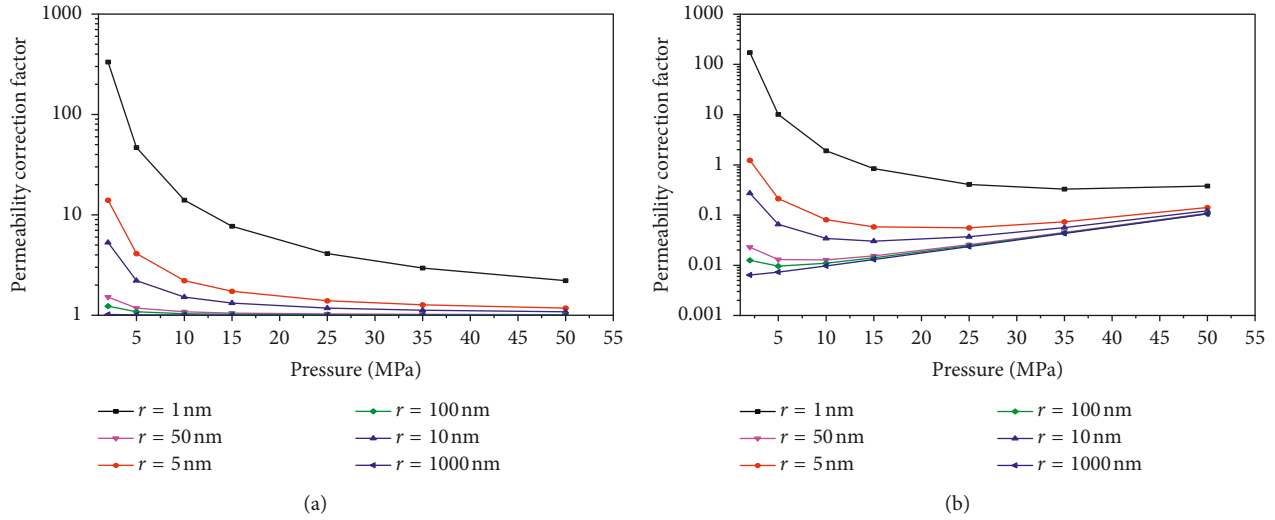 1000
100
10
1
Permeability correction factor
5 10 15 20 25 30 35 40 45 50 55
Pressure (MPa)
r = 1 nm
r = 50 nm
r = 5 nm
r = 100 nm
r = 10 nm
r = 1000 nm
(a)
1000
100
10
1
0.1
0.01
0.001
Permeability correction factor
5 10 15 20 25 30 35 40 45 50 55
Pressure (MPa)
r = 1 nm
r = 50 nm
r = 5 nm
r = 100 nm
r = 10 nm
r = 1000 nm
(b)